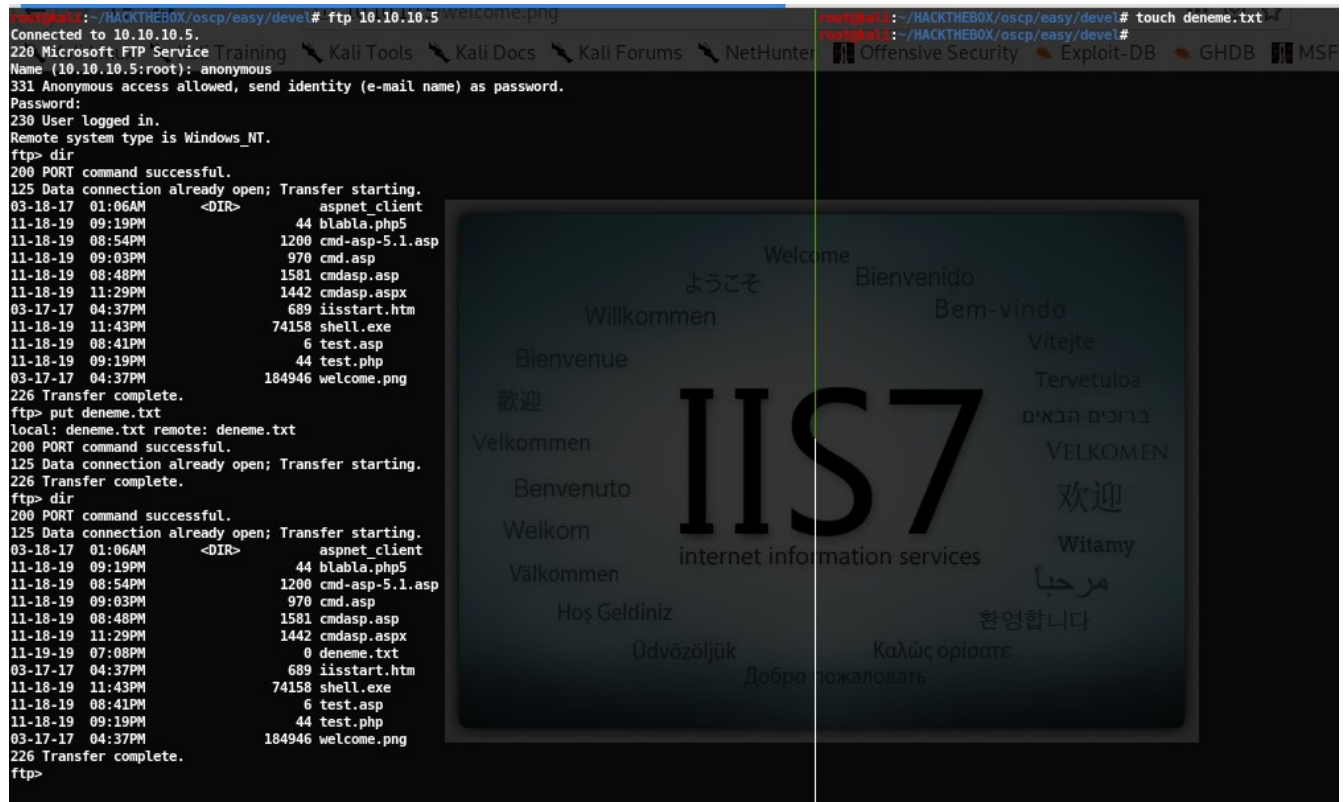 root@kali:~/HACKTHEBOX/oscp/easy/devel# ftp 10.10.10.5
Connected to 10.10.10.5.
220 Microsoft FTP Service
Name (10.10.10.5:root): anonymous
331 Anonymous access allowed, send identity (e-mail name) as password.
Password:
230 User logged in.
Remote system type is Windows_NT.
ftp> dir
200 PORT command successful.
125 Data connection already open; Transfer starting.
03-18-17 01:06AM <DIR> aspnet_client
11-18-19 09:19PM 44 blabla.php5
11-18-19 08:54PM 1200 cmd-asp-5.1.asp
11-18-19 09:03PM 970 cmd.asp
11-18-19 08:48PM 1581 cmdasp.asp
11-18-19 11:29PM 1442 cmdasp.aspx
03-17-17 04:37PM 689 iisstart.htm
11-18-19 11:43PM 74158 shell.exe
11-18-19 08:41PM 6 test.asp
11-18-19 09:19PM 44 test.php
03-17-17 04:37PM 184946 welcome.png
226 Transfer complete.
ftp> put deneme.txt
local: deneme.txt remote: deneme.txt
200 PORT command successful.
125 Data connection already open; Transfer starting.
226 Transfer complete.
ftp> dir
200 PORT command successful.
125 Data connection already open; Transfer starting.
03-18-17 01:06AM <DIR> aspnet_client
11-18-19 09:19PM 44 blabla.php5
11-18-19 08:54PM 1200 cmd-asp-5.1.asp
11-18-19 09:03PM 970 cmd.asp
11-18-19 08:48PM 1581 cmdasp.asp
11-18-19 11:29PM 1442 cmdasp.aspx
11-19-19 07:08PM 0 deneme.txt
03-17-17 04:37PM 689 iisstart.htm
11-18-19 11:43PM 74158 shell.exe
11-18-19 08:41PM 6 test.asp
11-18-19 09:19PM 44 test.php
03-17-17 04:37PM 184946 welcome.png
226 Transfer complete.
ftp>
root@kali:~/HACKTHEBOX/oscp/easy/devel# touch deneme.txt
root@kali:~/HACKTHEBOX/oscp/easy/devel#
welcome.png
Training Kali Tools Kali Docs Kali Forums NetHunter Offensive Security Exploit-DB GHDB MSF
Welcome
ようこそ
Bienvenido
Willkommen
Bem-vindo
Bienvenue
Vítejte
Tervetuloa
歡迎
ברוכים הבאים
Velkommen
VELKOMEN
IIS7
Benvenuto
欢迎
Welkom
internet information services
Witamy
Välkommen
مرحباً
Hoş Geldiniz
환영합니다
Üdvözöljük
Καλώς ορίσατε
Добро пожаловать